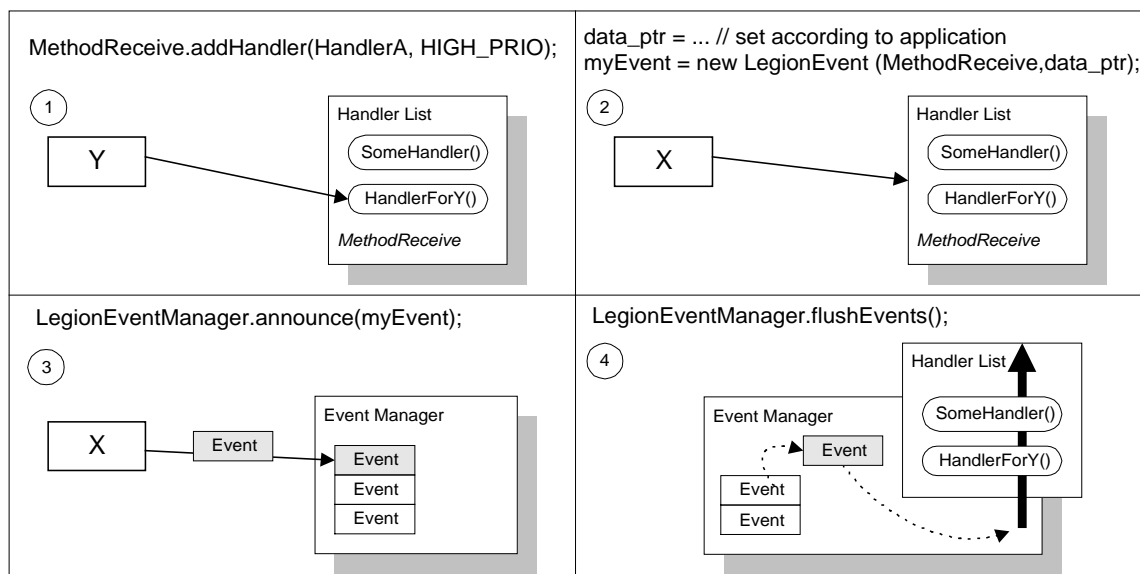 MethodReceive.addHandler(HandlerA, HIGH_PRIO);
1
Y
Handler List
SomeHandler()
HandlerForY()
MethodReceive
data_ptr = ... // set according to application
myEvent = new LegionEvent (MethodReceive,data_ptr);
2
X
Handler List
SomeHandler()
HandlerForY()
MethodReceive
LegionEventManager.announce(myEvent);
3
X
Event
Event Manager
Event
Event
Event
LegionEventManager.flushEvents();
4
Handler List
SomeHandler()
HandlerForY()
Event Manager
Event
Event
Event